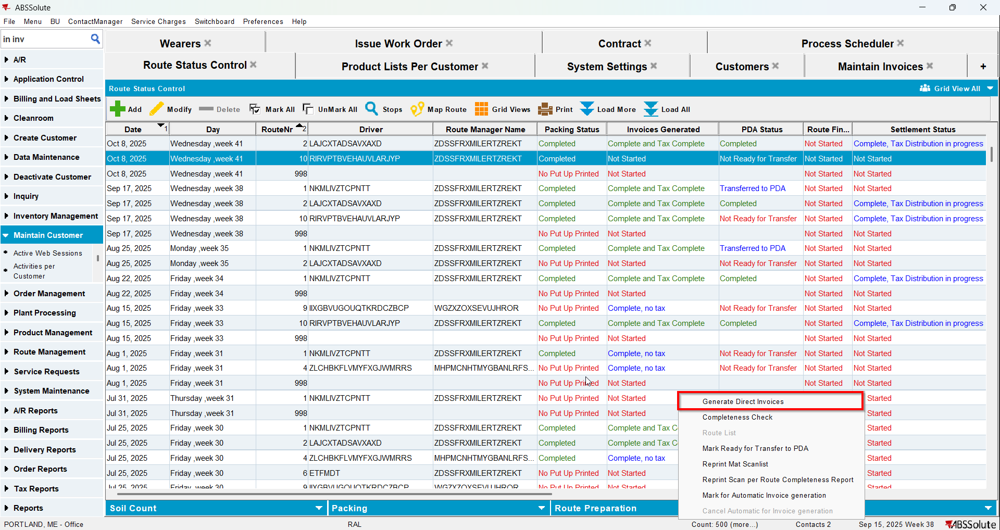 ABSSolute
File Menu BU ContactManager Service Charges Switchboard Preferences Help
in inv
Wearers Issue Work Order Contract Process Scheduler
Route Status Control Product Lists Per Customer System Settings Customers Maintain Invoices +
A/R
Application Control
Billing and Load Sheets
Cleanroom
Create Customer
Data Maintenance
Deactivate Customer
Inquiry
Inventory Management
Maintain Customer
Active Web Sessions
Activities per
Customer
Order Management
Plant Processing
Product Management
Route Management
Service Requests
System Maintenance
A/R Reports
Billing Reports
Delivery Reports
Order Reports
Tax Reports
Reports
Route Status Control Grid View All
Add Modify Delete Mark All UnMark All Stops Map Route Grid Views Print Load More Load All
Date 1 Day RouteNr 2 Driver Route Manager Name Packing Status Invoices Generated PDA Status Route Fin... Settlement Status
Oct 8, 2025 Wednesday ,week 41 2 LAJCXTADSAVXAXD ZDSSFRXMILERTZREKT Completed Complete and Tax Complete Completed Not Started Complete, Tax Distribution in progress
Oct 8, 2025 Wednesday ,week 41 10 RIRVPTBVEHAUVLARJYP ZDSSFRXMILERTZREKT Completed Not Started Not Ready for Transfer Not Started Not Started
Oct 8, 2025 Wednesday ,week 41 998 No Put Up Printed Not Started Not Started Not Started
Sep 17, 2025 Wednesday ,week 38 1 NKMLIVZTCPNTT ZDSSFRXMILERTZREKT Completed Complete and Tax Complete Transferred to PDA Not Started Not Started
Sep 17, 2025 Wednesday ,week 38 2 LAJCXTADSAVXAXD ZDSSFRXMILERTZREKT Completed Complete and Tax Complete Completed Not Started Complete, Tax Distribution in progress
Sep 17, 2025 Wednesday ,week 38 10 RIRVPTBVEHAUVLARJYP ZDSSFRXMILERTZREKT Completed Complete and Tax Complete Not Ready for Transfer Not Started Complete, Tax Distribution in progress
Sep 17, 2025 Wednesday ,week 38 998 No Put Up Printed Not Started Not Started Not Started
Aug 25, 2025 Monday ,week 35 1 NKMLIVZTCPNTT ZDSSFRXMILERTZREKT Completed Complete and Tax Complete Transferred to PDA Not Started Not Started
Aug 25, 2025 Monday ,week 35 2 LAJCXTADSAVXAXD ZDSSFRXMILERTZREKT No Put Up Printed Not Started Not Ready for Transfer Not Started Not Started
Aug 22, 2025 Friday ,week 34 1 NKMLIVZTCPNTT ZDSSFRXMILERTZREKT Completed Complete and Tax Complete Completed Not Started Complete, Tax Distribution in progress
Aug 22, 2025 Friday ,week 34 998 No Put Up Printed Not Started Not Started Not Started
Aug 15, 2025 Friday ,week 33 9 IIXGBVUGOUQTKRDCZBCP WGZXZOXSEVUJHROR No Put Up Printed Complete, no tax Not Ready for Transfer Not Started Not Started
Aug 15, 2025 Friday ,week 33 10 RIRVPTBVEHAUVLARJYP ZDSSFRXMILERTZREKT Completed Complete and Tax Complete Completed Not Started Complete, Tax Distribution in progress
Aug 15, 2025 Friday ,week 33 998 No Put Up Printed Not Started Not Started Not Started
Aug 1, 2025 Friday ,week 31 1 NKMLIVZTCPNTT ZDSSFRXMILERTZREKT Completed Complete, no tax Not Ready for Transfer Not Started Not Started
Aug 1, 2025 Friday ,week 31 4 ZLCHBKFLVMYFXGJWMRRS MHPMCNHTMYGBANLRFS... No Put Up Printed Complete, no tax Not Ready for Transfer Not Started Not Started
Aug 1, 2025 Friday ,week 31 998 No Put Up Printed Not Started Not Started Not Started
Jul 31, 2025 Thursday ,week 31 1 NKMLIVZTCPNTT ZDSSFRXMILERTZREKT No Put Up Printed Not Started Started
Jul 31, 2025 Thursday ,week 31 998 No Put Up Printed Not Started Started
Jul 25, 2025 Friday ,week 30 1 NKMLIVZTCPNTT ZDSSFRXMILERTZREKT Completed Complete and Tax C Started
Jul 25, 2025 Friday ,week 30 2 LAJCXTADSAVXAXD ZDSSFRXMILERTZREKT Completed Complete and Tax C Started
Jul 25, 2025 Friday ,week 30 4 ZLCHBKFLVMYFXGJWMRRS MHPMCNHTMYGBANLRFS... Completed Complete, no tax Started
Jul 25, 2025 Friday ,week 30 6 ETFMDT ZDSSFRXMILERTZREKT No Put Up Printed Not Started Started
Jul 25, 2025 Friday ,week 30 9 IIXGBVUGOUQTKRDCZBCP WGZXZOXSEVUJHROR No Put Up Printed Not Started Started
Generate Direct Invoices
Completeness Check
Route List
Mark Ready for Transfer to PDA
Reprint Mat Scanlist
Reprint Scan per Route Completeness Report
Mark for Automatic Invoice generation
Cancel Automatic for Invoice generation
Soil Count Packing Route Preparation
PORTLAND, ME - Office RAL Count: 500 (more...) Contacts 2 Sep 15, 2025 Week 38 ABSSolute